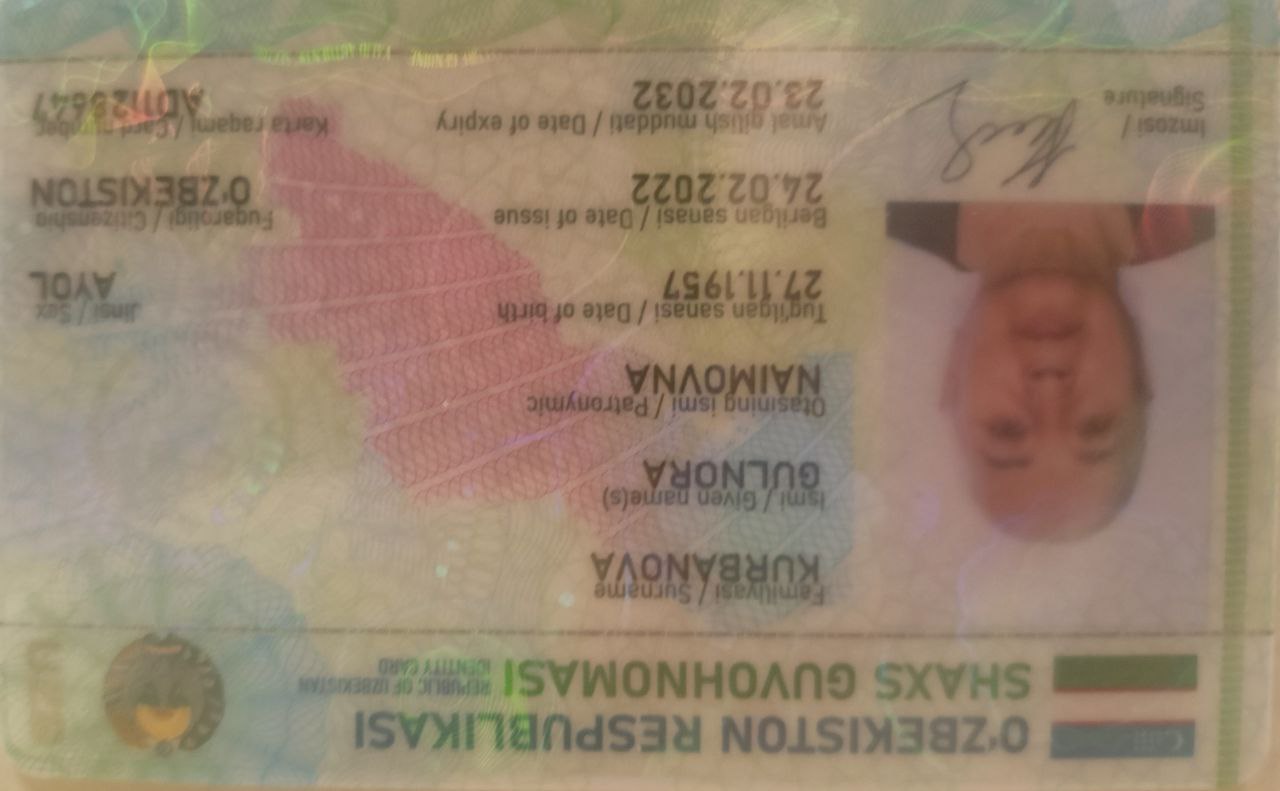 O'ZBEKISTON RESPUBLIKASI
SHAXS GUVOHNOMASI
REPUBLIC OF UZBEKISTAN
IDENTITY CARD
Familiyasi / Surname
KURBANOVA
Ismi / Given name(s)
GULNORA
Otasining ismi / Patronymic
NAIMOVNA
Tug'ilgan sanasi / Date of birth
27.11.1957
Jinsi / Sex
AYOL
Berilgan sanasi / Date of issue
24.02.2022
Fuqaroligi / Citizenship
O'ZBEKISTON
Amal qilish muddati / Date of expiry
23.02.2032
Karta raqami / Card number
Imzosi /
Signature